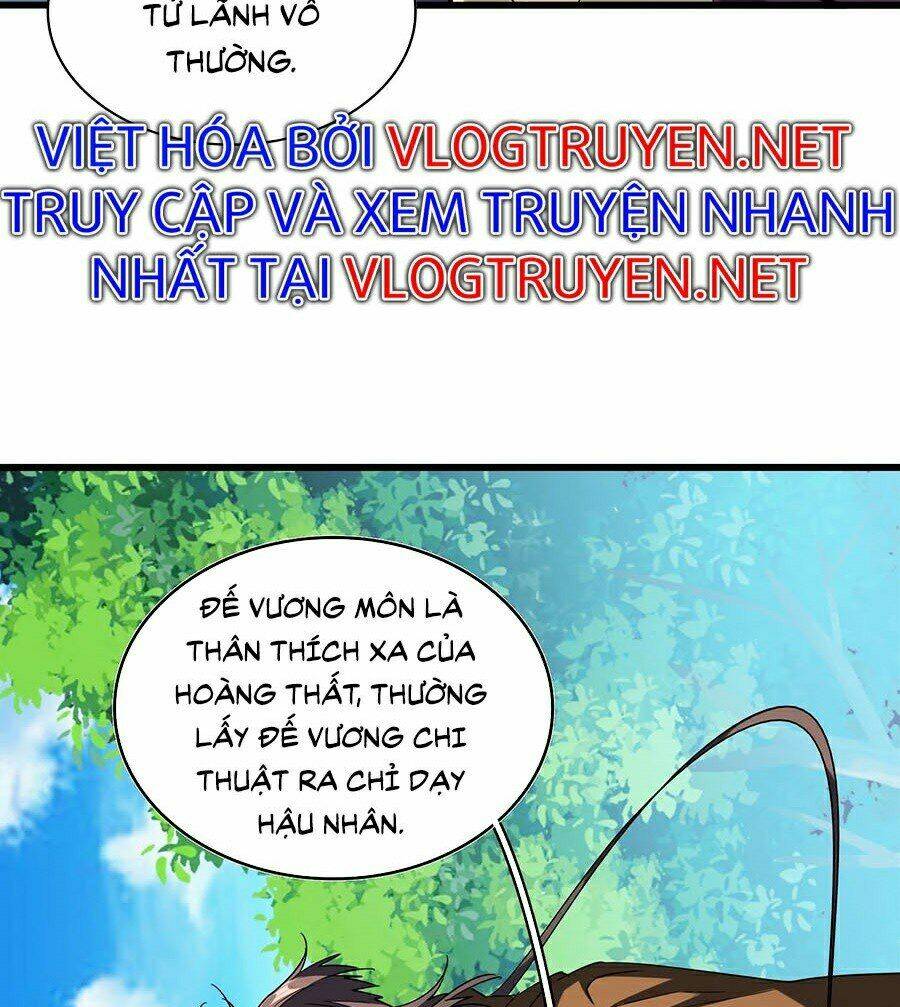 TỬ LÃNH VÔ
THƯỜNG.
VIỆT HÓA BỞI VLOGTRUYEN.NET
TRUY CẬP VÀ XEM TRUYỆN NHANH
NHẤT TẠI VLOGTRUYEN.NET
ĐẾ VƯƠNG MÔN LÀ
THÂN THÍCH XA CỦA
HOÀNG THẤT, THƯỜNG
LẤY ĐẾ VƯƠNG CHI
THUẬT RA CHỈ DẠY
HẬU NHÂN.